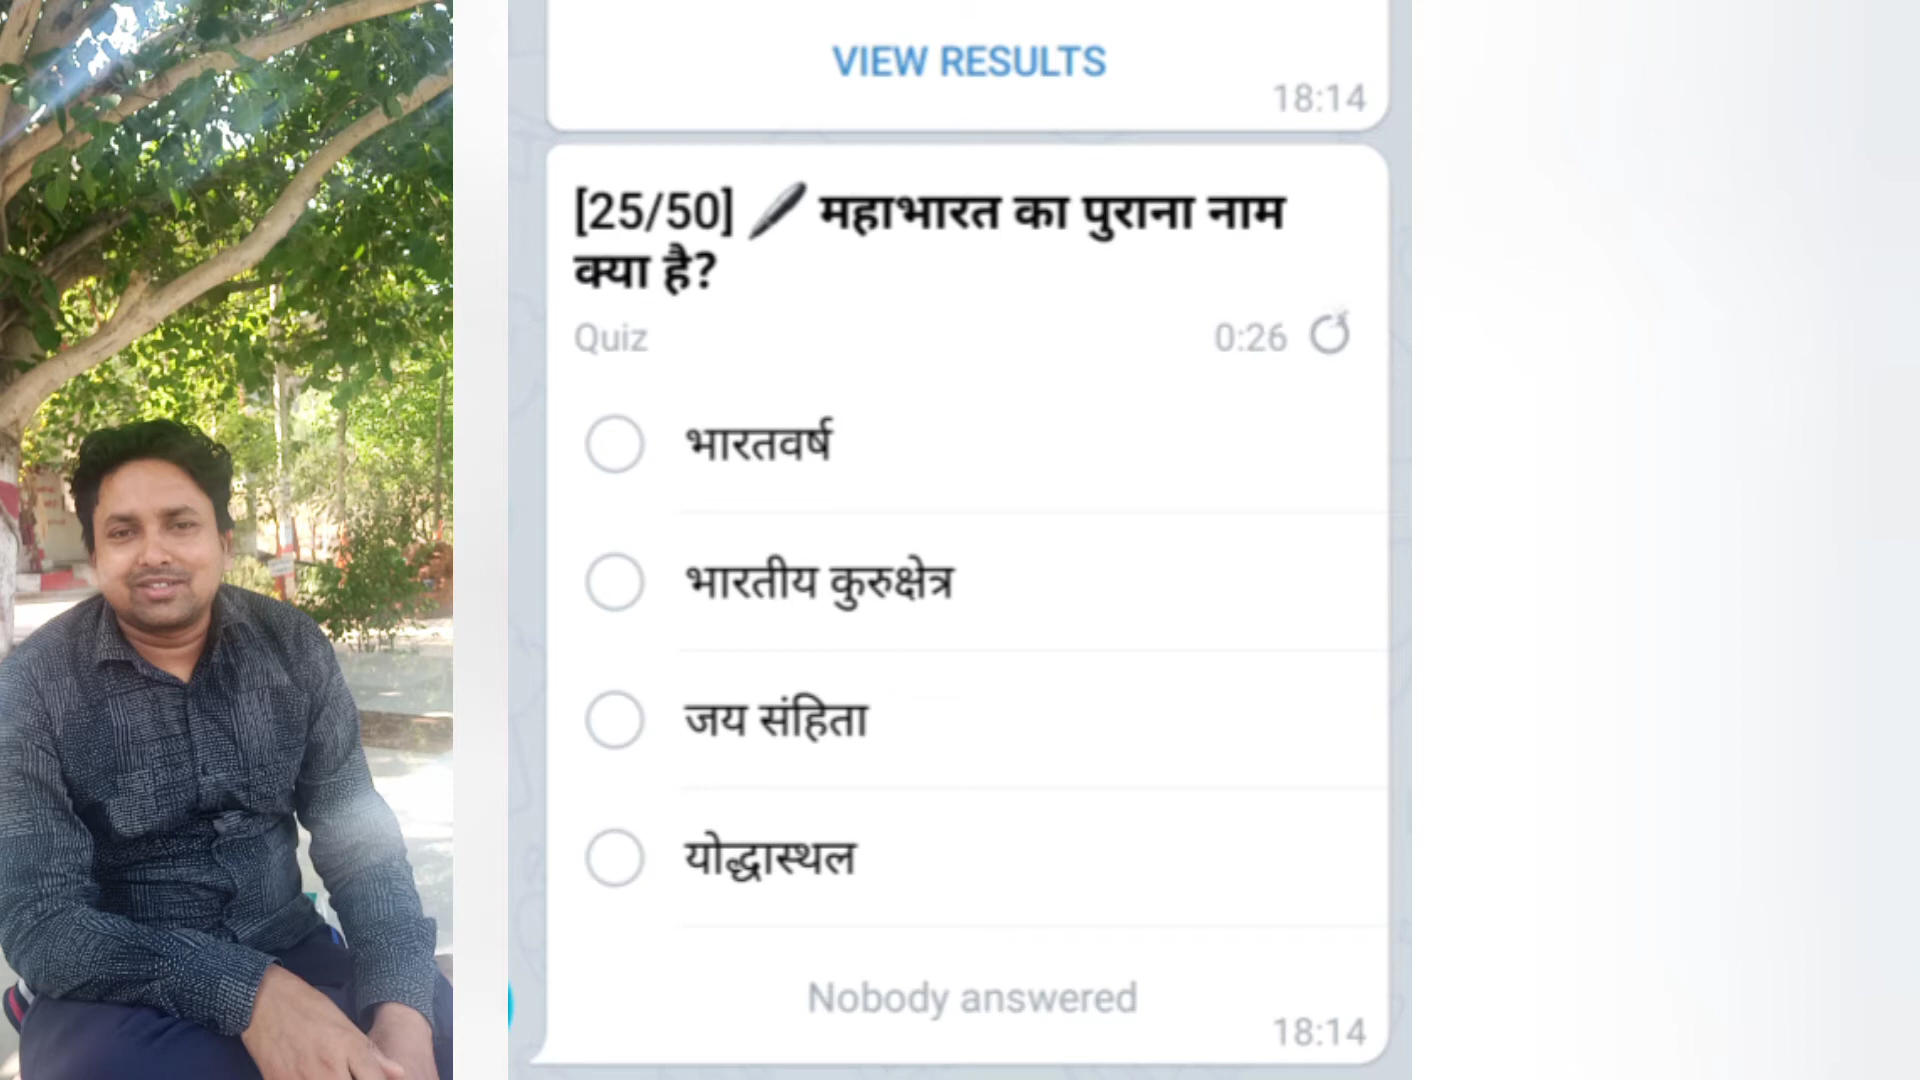 VIEW RESULTS
18:14
[25/50] 🖋 महाभारत का पुराना नाम
क्या है?
Quiz
0:26
भारतवर्ष
भारतीय कुरुक्षेत्र
जय संहिता
योद्धास्थल
Nobody answered
18:14